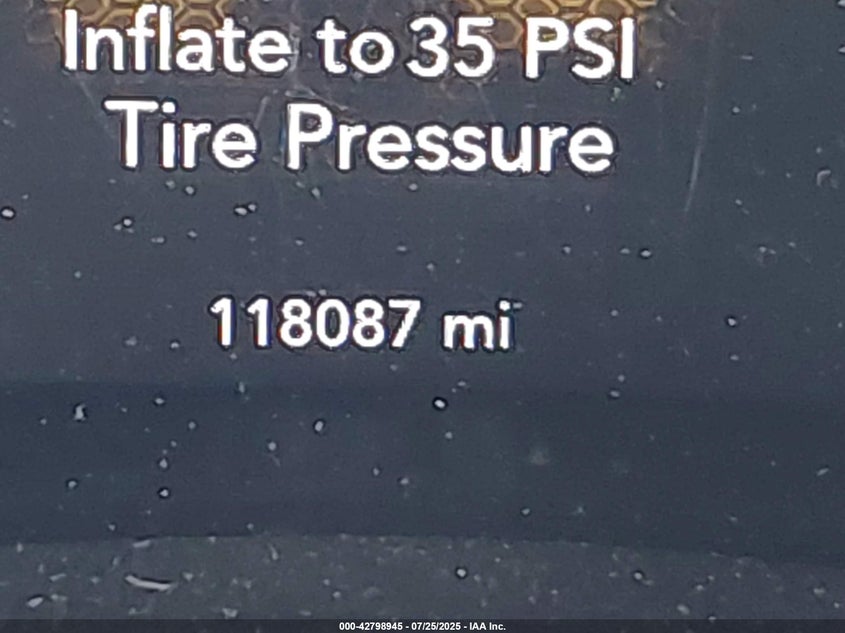 Inflate to 35 PSI
Tire Pressure
118087 mi
000-42798945 - 07/25/2025 - IAA Inc.